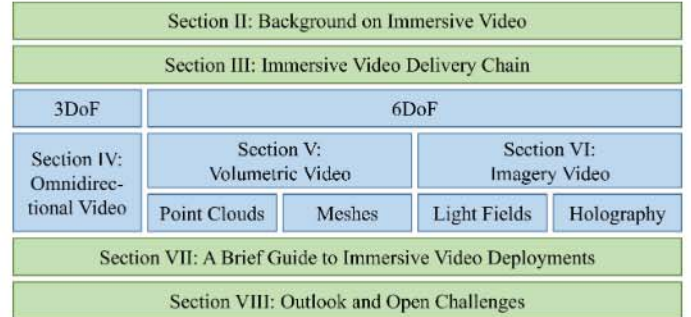 Section II: Background on Immersive Video
Section III: Immersive Video Delivery Chain
3DoF
6DoF
Section IV:
Omnidirec-
tional Video
Section V:
Volumetric Video
Section VI:
Imagery Video
Point Clouds
Meshes
Light Fields
Holography
Section VII: A Brief Guide to Immersive Video Deployments
Section VIII: Outlook and Open Challenges